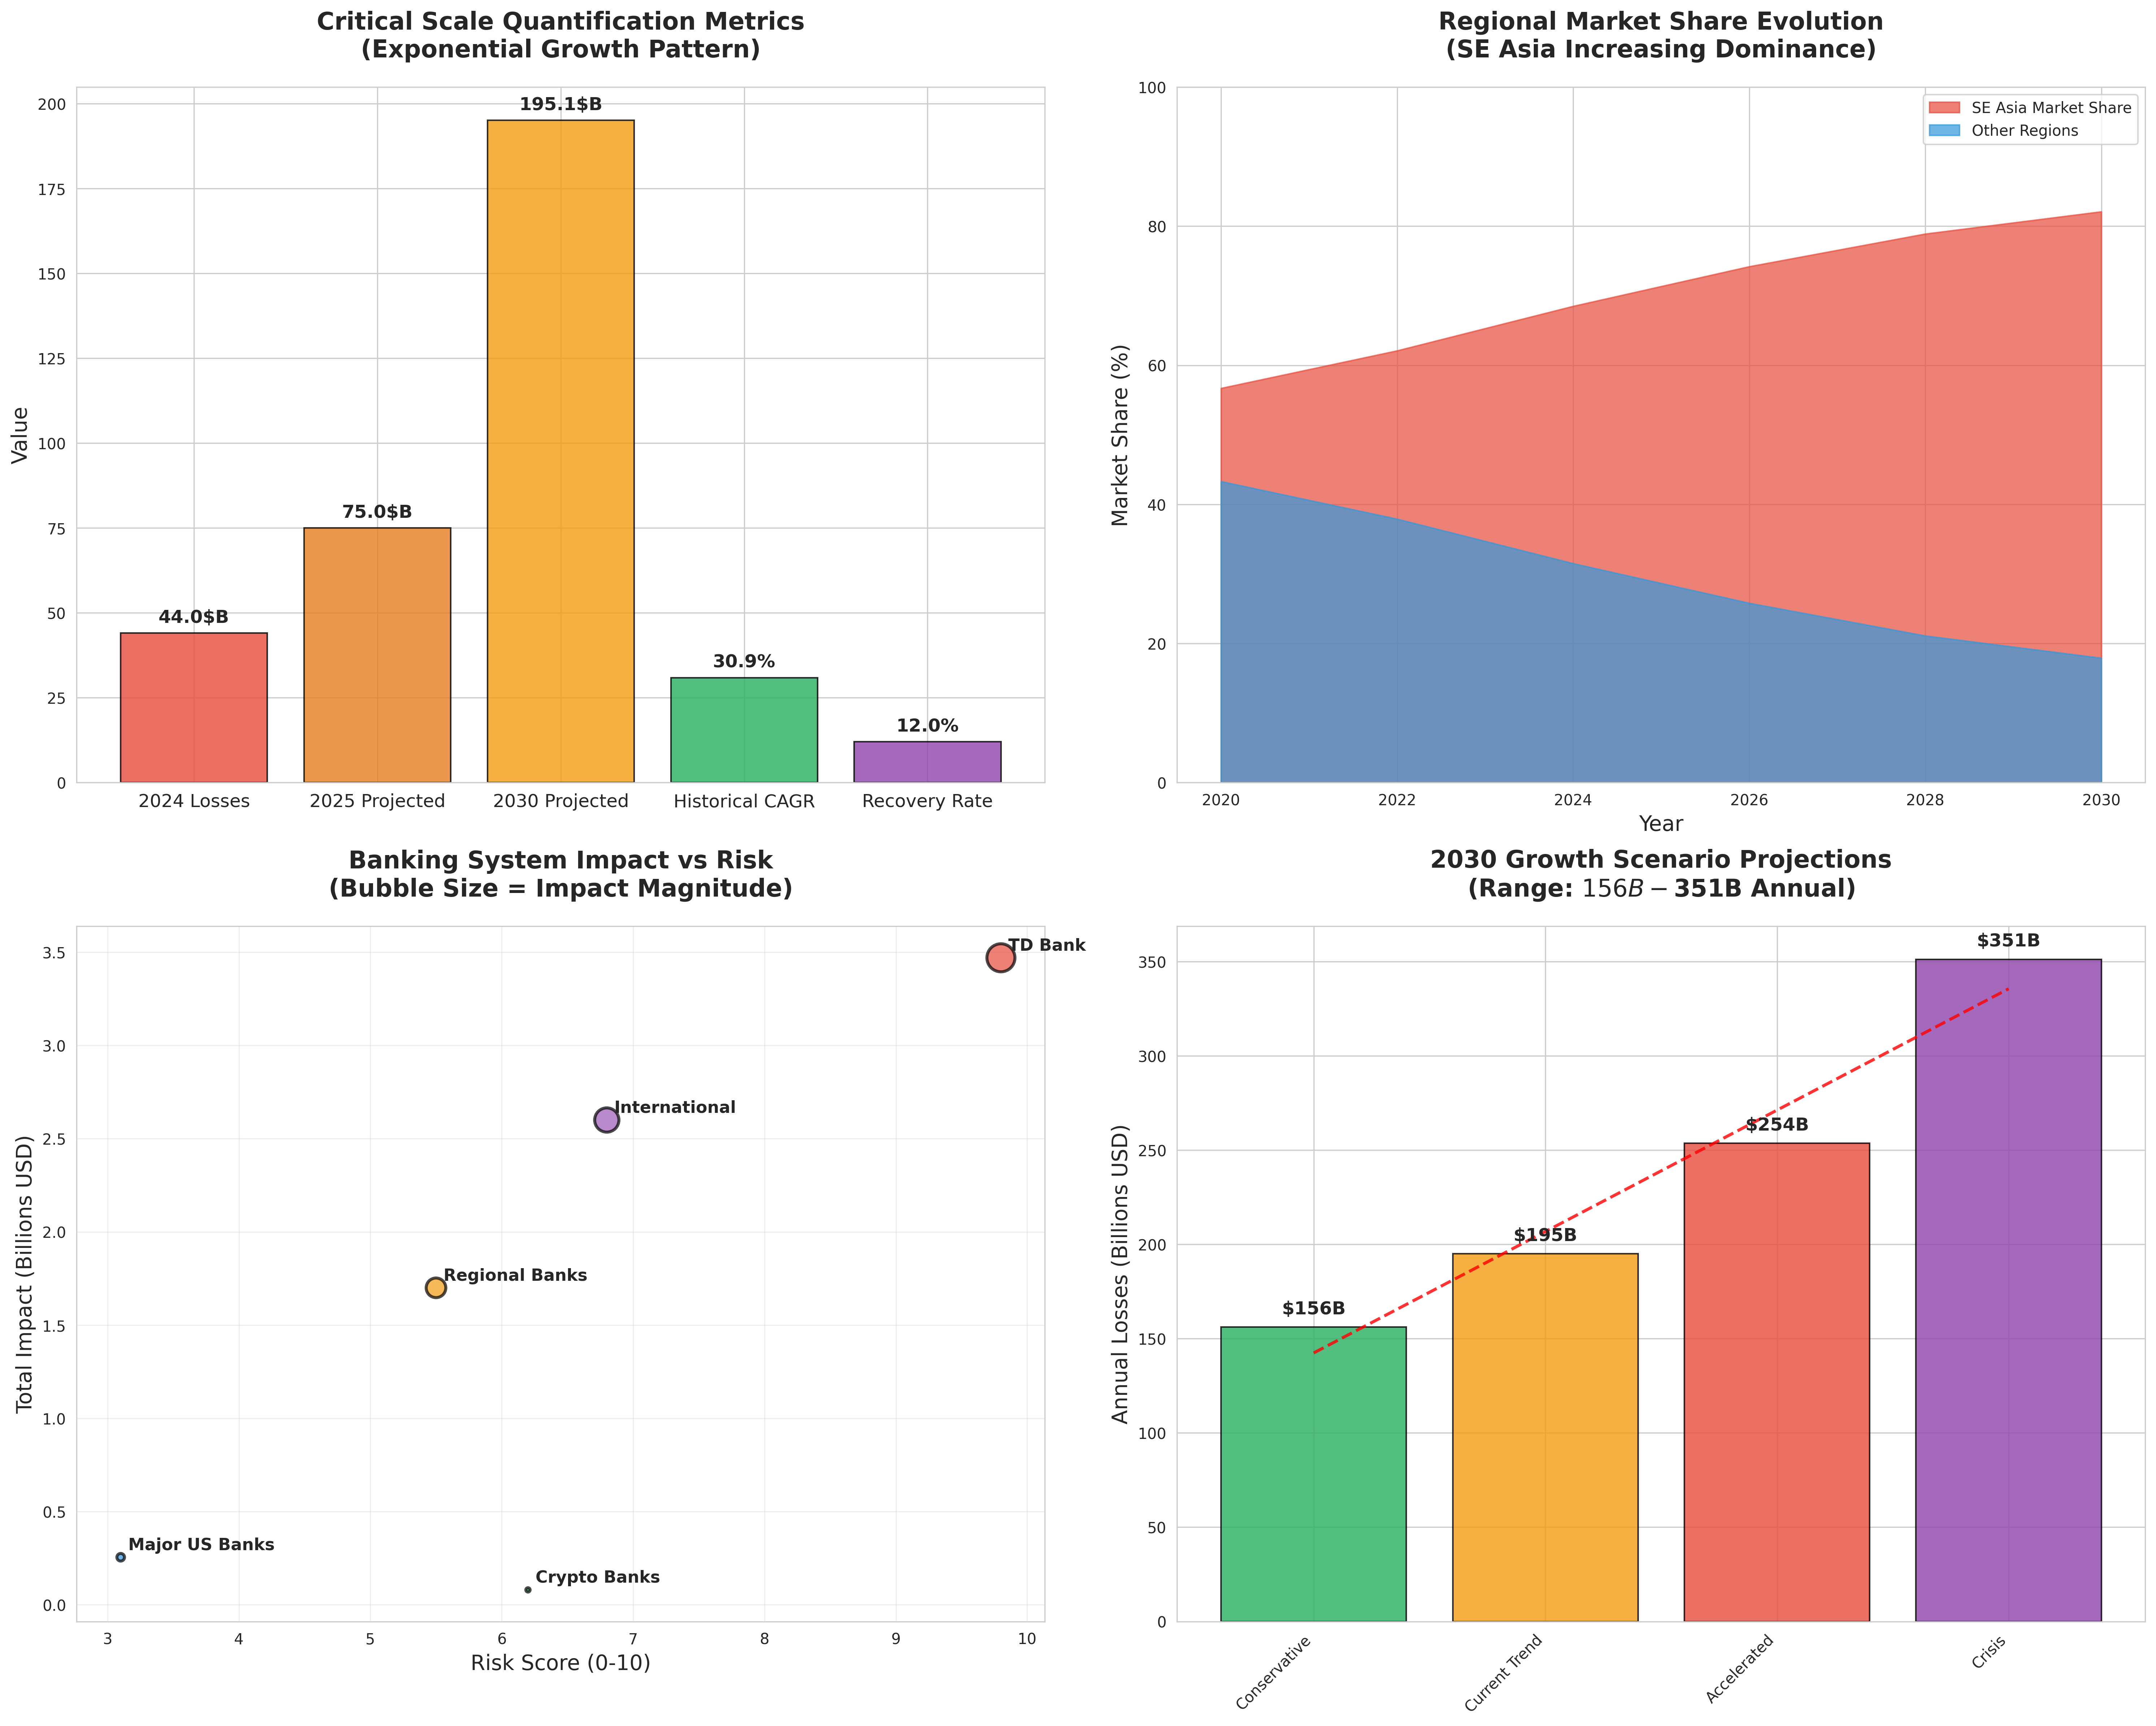 Critical Scale Quantification Metrics
(Exponential Growth Pattern)
Value
200
175
150
125
100
75
50
25
0
44.0$B
75.0$B
195.1$B
30.9%
12.0%
2024 Losses
2025 Projected
2030 Projected
Historical CAGR
Recovery Rate
Regional Market Share Evolution
(SE Asia Increasing Dominance)
Market Share (%)
100
80
60
40
20
0
SE Asia Market Share
Other Regions
2020
2022
2024
2026
2028
2030
Year
Banking System Impact vs Risk
(Bubble Size = Impact Magnitude)
Total Impact (Billions USD)
3.5
3.0
2.5
2.0
1.5
1.0
0.5
0.0
TD Bank
International
Regional Banks
Major US Banks
Crypto Banks
3
4
5
6
7
8
9
10
Risk Score (0-10)
2030 Growth Scenario Projections
(Range: 156B − 351B Annual)
Annual Losses (Billions USD)
350
300
250
200
150
100
50
0
$156B
$195B
$254B
$351B
Conservative
Current Trend
Accelerated
Crisis